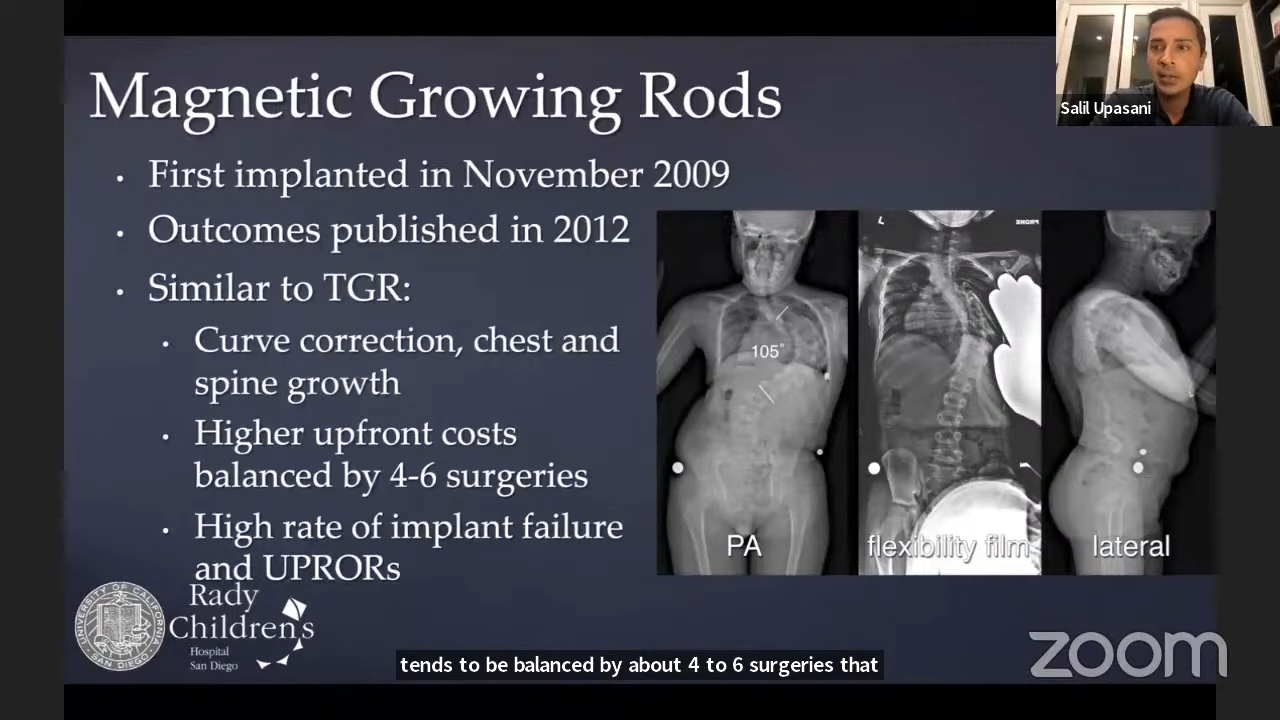 Magnetic Growing Rods
Salil Upasani
• First implanted in November 2009
• Outcomes published in 2012
• Similar to TGR:
• Curve correction, chest and
spine growth
• Higher upfront costs
balanced by 4-6 surgeries
• High rate of implant failure
and UPRORs
105°
L
PRONE
PA
flexibility film
lateral
UNIVERSITY OF CALIFORNIA
SAN DIEGO
Rady
Children's
Hospital
San Diego
tends to be balanced by about 4 to 6 surgeries that
zoom